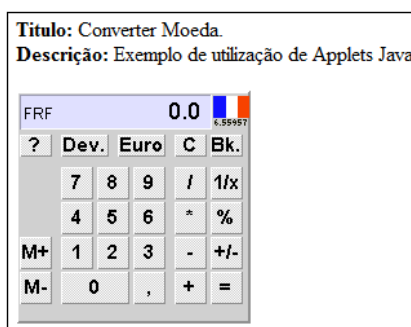 Titulo: Converter Moeda.
Descrição: Exemplo de utilização de Applets Java
FRF 0.0 6.55957
? Dev. Euro C Bk.
7 8 9 / 1/x
4 5 6 * %
M+ 1 2 3 - +/-
M- 0 , + =